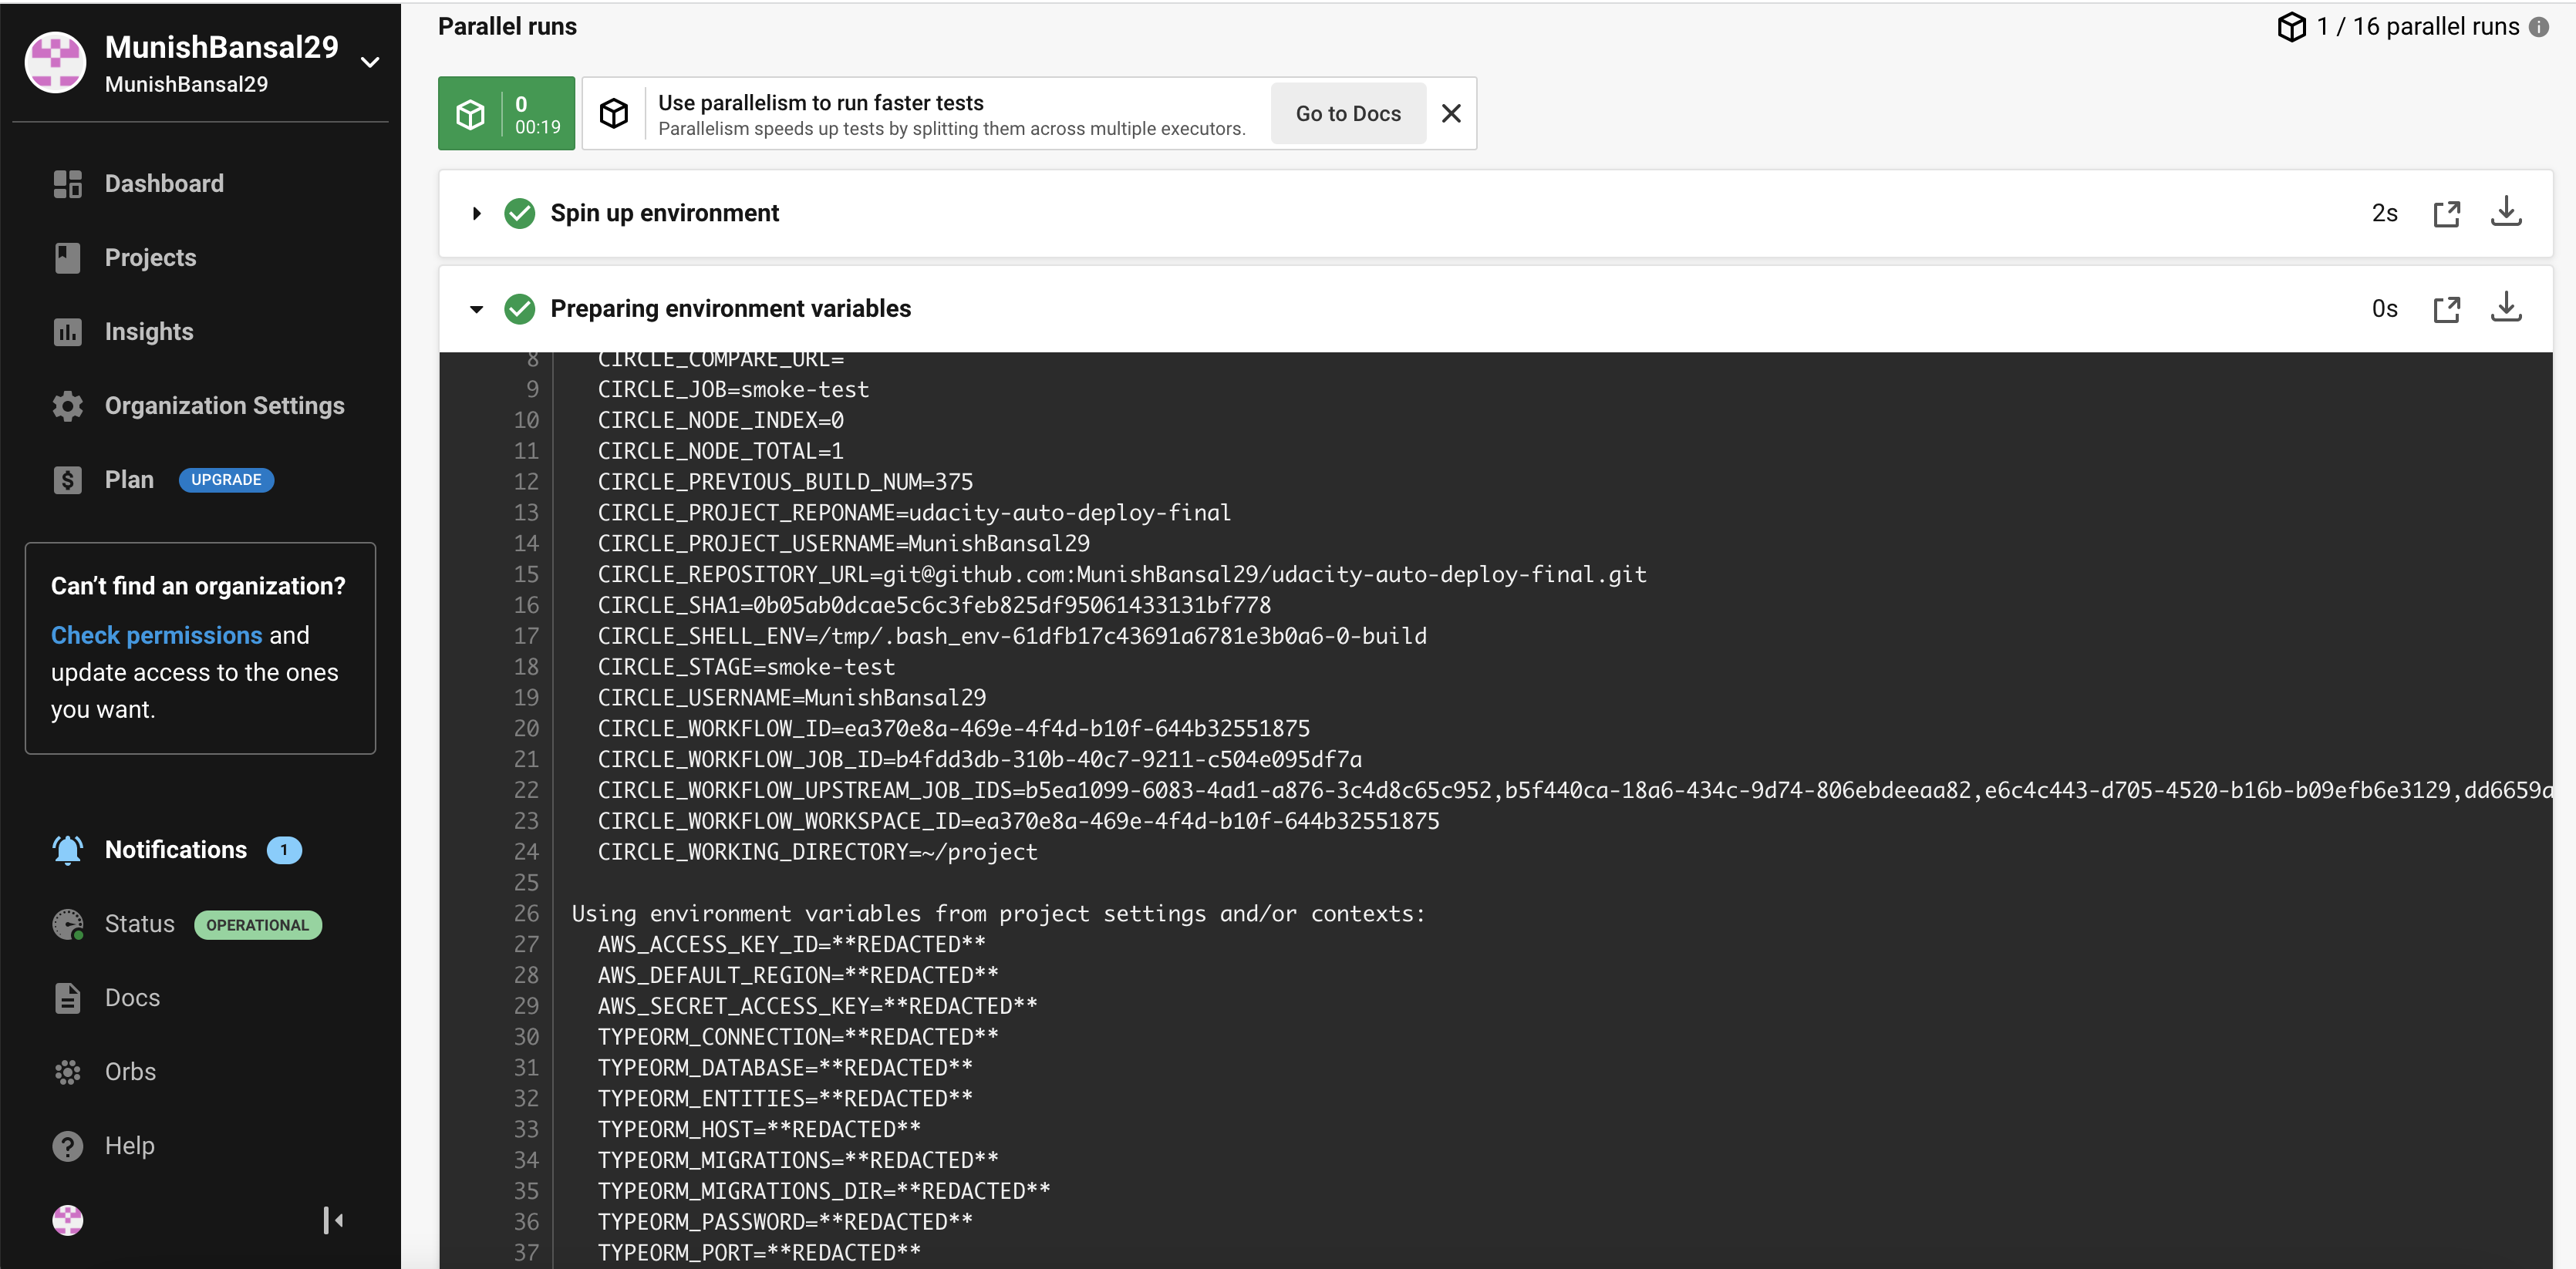 MunishBansal29
MunishBansal29
Dashboard
Projects
Insights
Organization Settings
Plan UPGRADE
Can’t find an organization?
Check permissions and
update access to the ones
you want.
Notifications 1
Status OPERATIONAL
Docs
Orbs
Help
Parallel runs
1 / 16 parallel runs
0
00:19
Use parallelism to run faster tests
Parallelism speeds up tests by splitting them across multiple executors.
Go to Docs
Spin up environment 2s
Preparing environment variables 0s
8 CIRCLE_COMPARE_URL=
9 CIRCLE_JOB=smoke-test
10 CIRCLE_NODE_INDEX=0
11 CIRCLE_NODE_TOTAL=1
12 CIRCLE_PREVIOUS_BUILD_NUM=375
13 CIRCLE_PROJECT_REPONAME=udacity-auto-deploy-final
14 CIRCLE_PROJECT_USERNAME=MunishBansal29
15 CIRCLE_REPOSITORY_URL=git@github.com:MunishBansal29/udacity-auto-deploy-final.git
16 CIRCLE_SHA1=0b05ab0dcae5c6c3feb825df95061433131bf778
17 CIRCLE_SHELL_ENV=/tmp/.bash_env-61dfb17c43691a6781e3b0a6-0-build
18 CIRCLE_STAGE=smoke-test
19 CIRCLE_USERNAME=MunishBansal29
20 CIRCLE_WORKFLOW_ID=ea370e8a-469e-4f4d-b10f-644b32551875
21 CIRCLE_WORKFLOW_JOB_ID=b4fdd3db-310b-40c7-9211-c504e095df7a
22 CIRCLE_WORKFLOW_UPSTREAM_JOB_IDS=b5ea1099-6083-4ad1-a876-3c4d8c65c952,b5f440ca-18a6-434c-9d74-806ebdeeaa82,e6c4c443-d705-4520-b16b-b09efb6e3129,dd6659a
23 CIRCLE_WORKFLOW_WORKSPACE_ID=ea370e8a-469e-4f4d-b10f-644b32551875
24 CIRCLE_WORKING_DIRECTORY=~/project
25
26 Using environment variables from project settings and/or contexts:
27 AWS_ACCESS_KEY_ID=**REDACTED**
28 AWS_DEFAULT_REGION=**REDACTED**
29 AWS_SECRET_ACCESS_KEY=**REDACTED**
30 TYPEORM_CONNECTION=**REDACTED**
31 TYPEORM_DATABASE=**REDACTED**
32 TYPEORM_ENTITIES=**REDACTED**
33 TYPEORM_HOST=**REDACTED**
34 TYPEORM_MIGRATIONS=**REDACTED**
35 TYPEORM_MIGRATIONS_DIR=**REDACTED**
36 TYPEORM_PASSWORD=**REDACTED**
37 TYPEORM_PORT=**REDACTED**